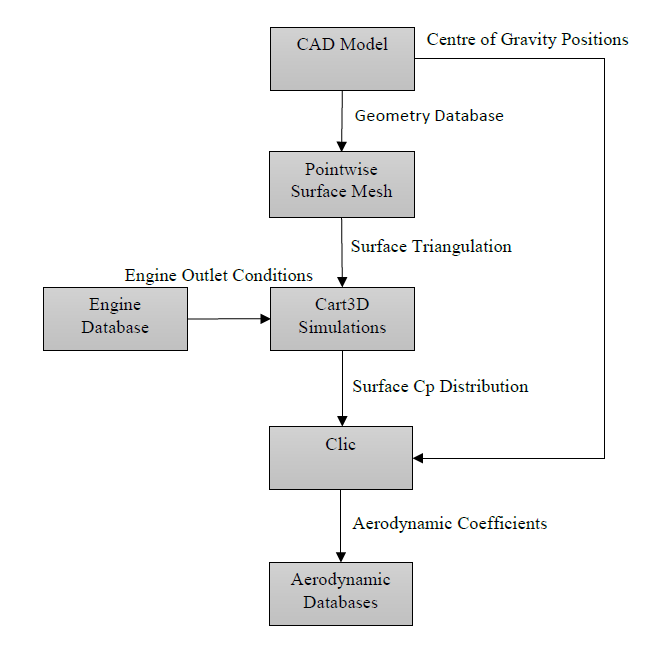 CAD Model
Centre of Gravity Positions
Geometry Database
Pointwise
Surface Mesh
Surface Triangulation
Engine Outlet Conditions
Engine
Database
Cart3D
Simulations
Surface Cp Distribution
Clic
Aerodynamic Coefficients
Aerodynamic
Databases